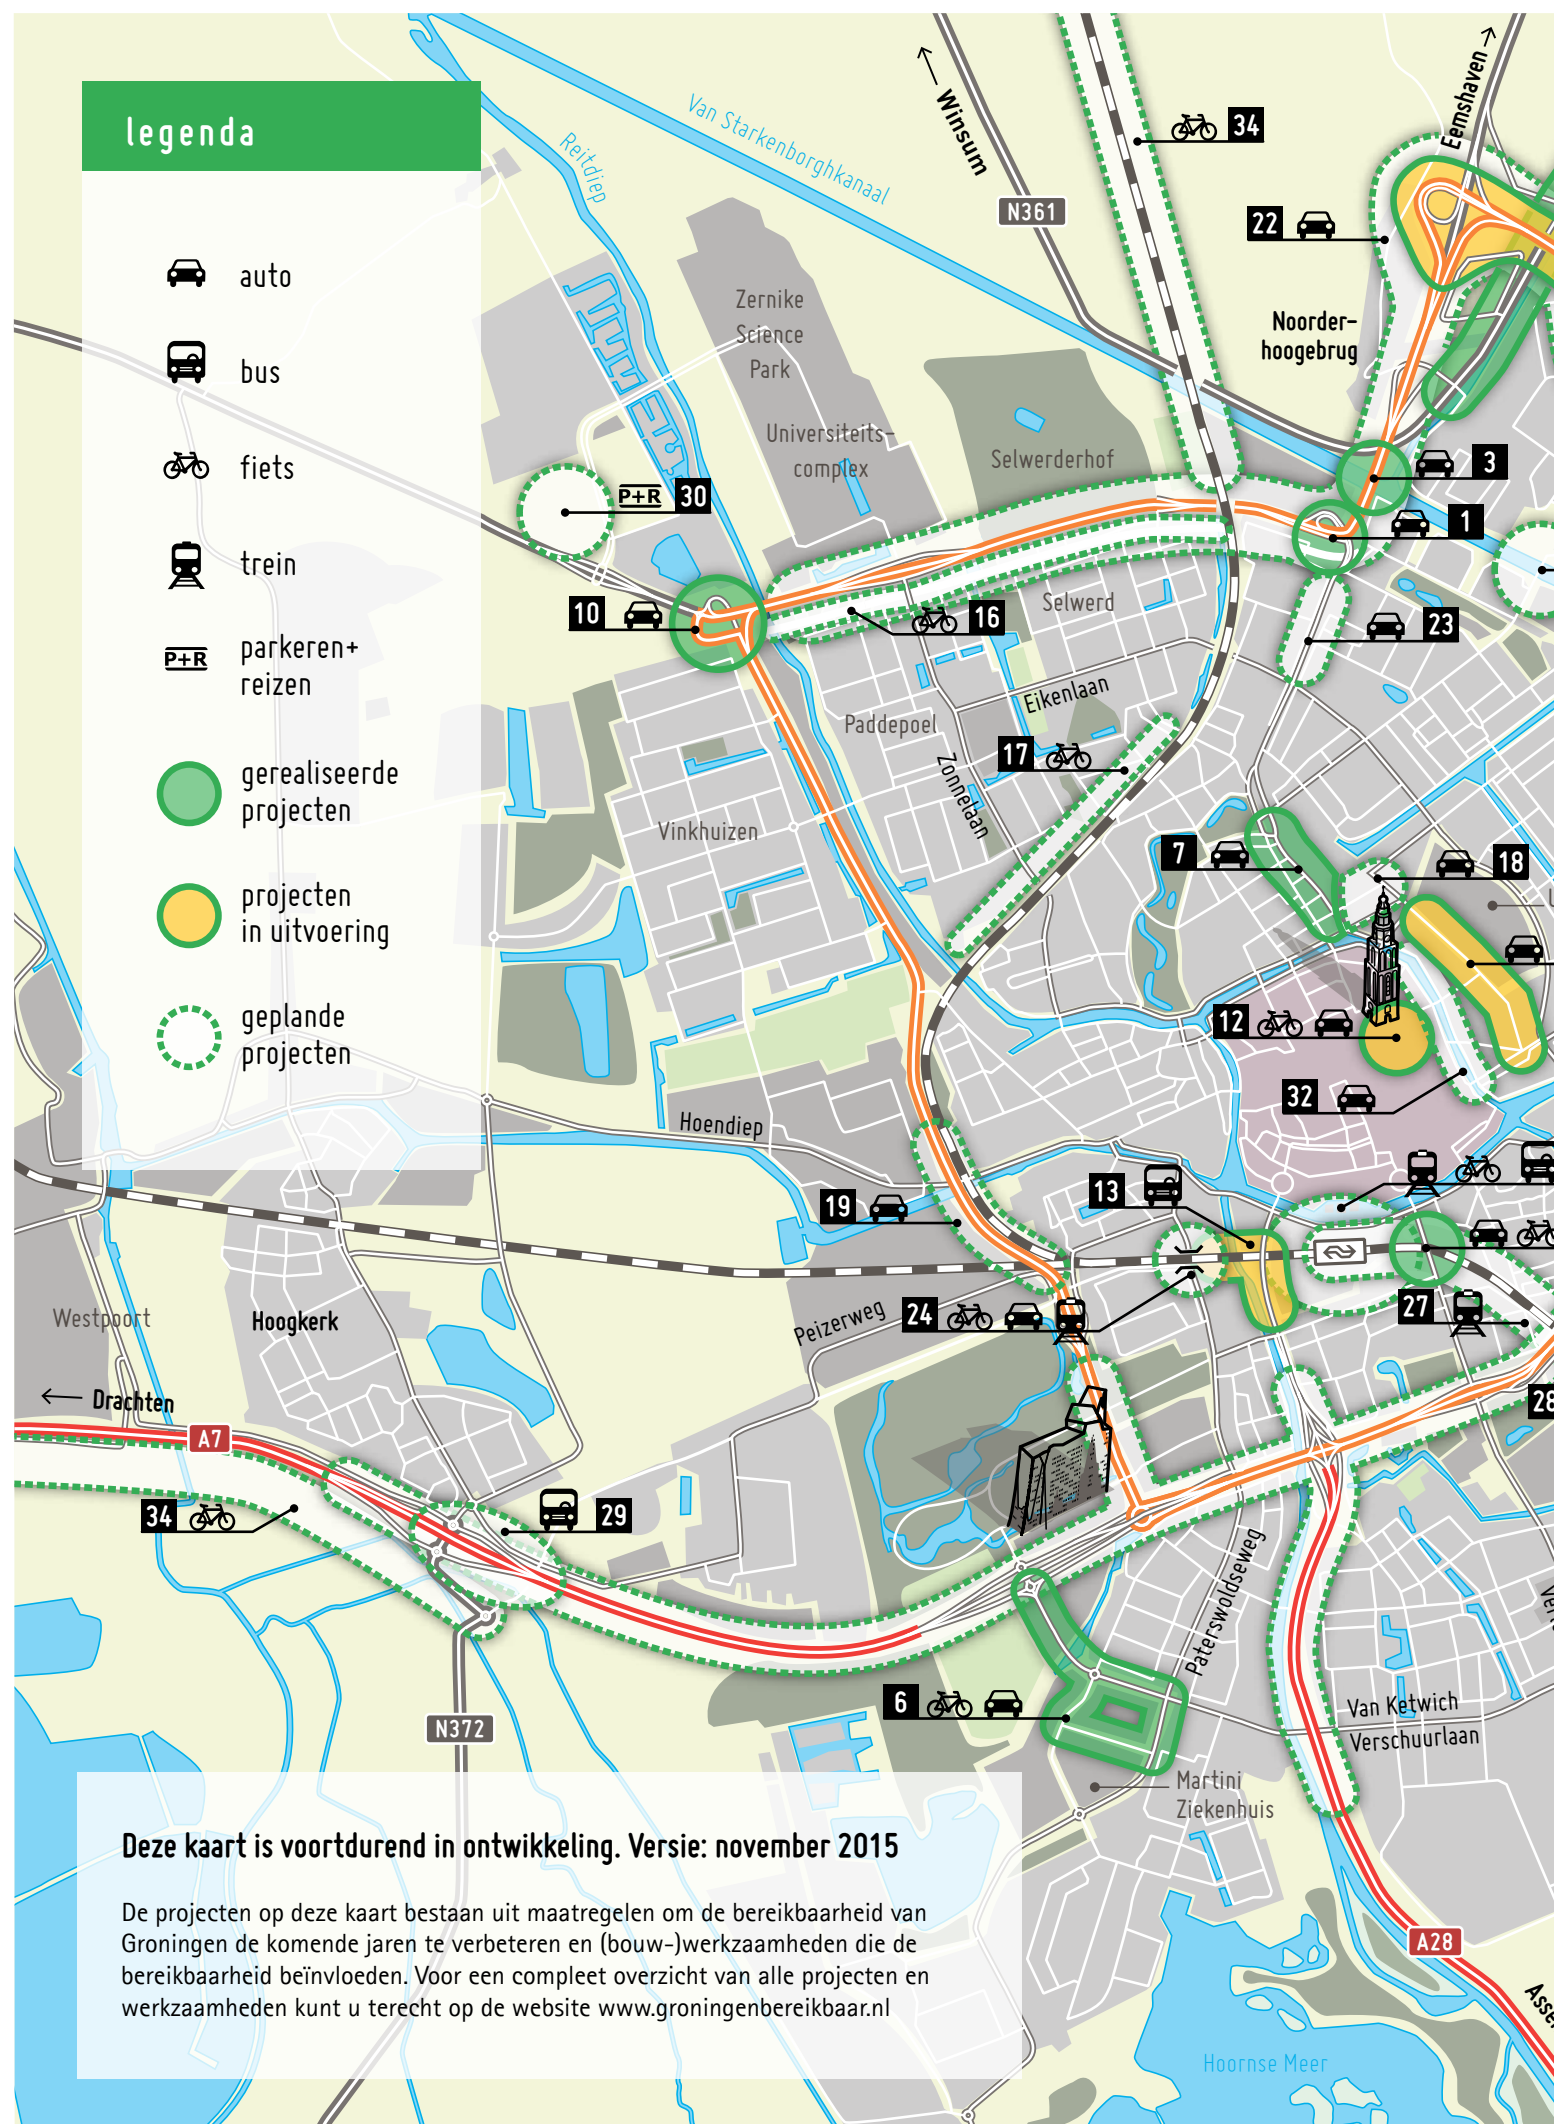 legenda
auto
bus
fiets
trein
P+R
parkeren+
reizen
gerealiseerde
projecten
projecten
in uitvoering
geplande
projecten
Reitdiep
Van Starkenborghkanaal
Winsum
N361
34
Eemshaven
22
Noorder-
hoogebrug
Zernike
Science
Park
Universiteits-
complex
Selwerderhof
3
P+R 30
1
10
16
Selwerd
23
Eikenlaan
Paddepoel
17
Zonnelaan
Vinkhuizen
7
18
12
32
Hoendiep
13
19
Westpoort
Hoogkerk
Peizerweg
24
27
28
Drachten
A7
34
29
Paterswoldseweg
6
Van Ketwich
Verschuurlaan
N372
Martini
Ziekenhuis
Deze kaart is voortdurend in ontwikkeling. Versie: november 2015
De projecten op deze kaart bestaan uit maatregelen om de bereikbaarheid van
Groningen de komende jaren te verbeteren en (bouw-)werkzaamheden die de
bereikbaarheid beïnvloeden. Voor een compleet overzicht van alle projecten en
werkzaamheden kunt u terecht op de website www.groningenbereikbaar.nl
A28
Hoornse Meer